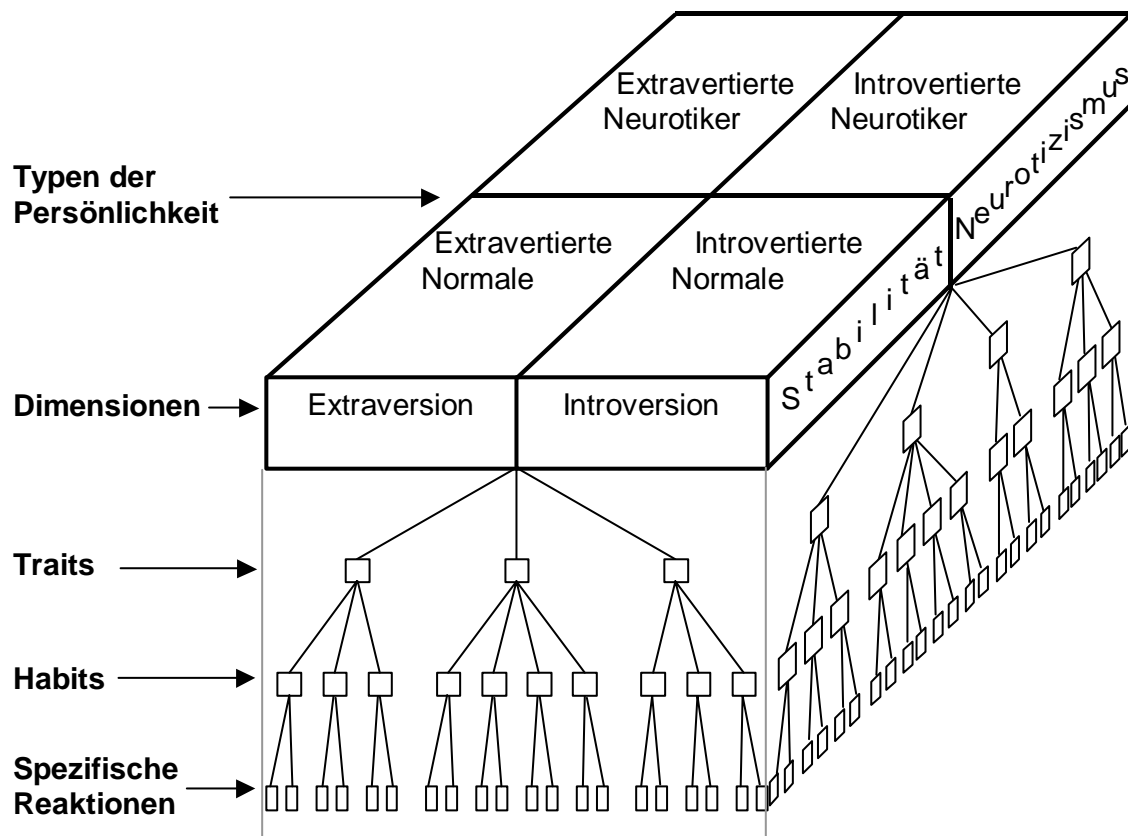 Extravertierte
Neurotiker
Introvertierte
Neurotiker
Neurotizismus
Typen der
Persönlichkeit
Extravertierte
Normale
Introvertierte
Normale
Stabilität
Dimensionen
Extraversion
Introversion
Traits
Habits
Spezifische
Reaktionen